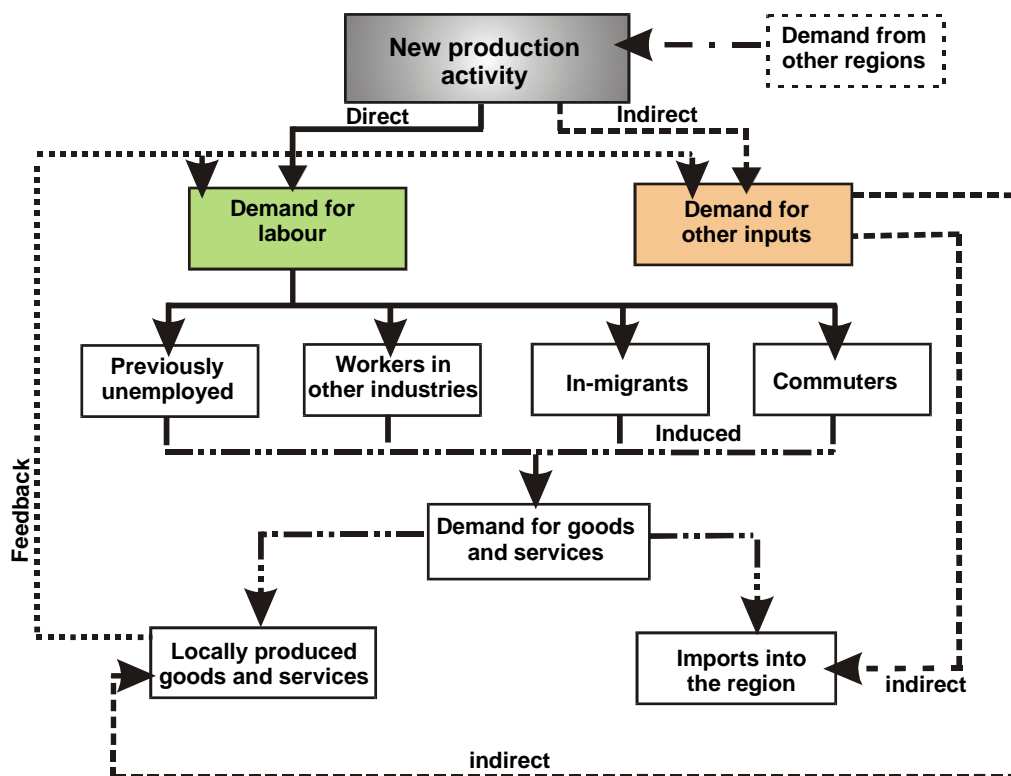 New production
activity
Demand from
other regions
Direct
Indirect
Demand for
labour
Demand for
other inputs
Previously
unemployed
Workers in
other industries
In-migrants
Commuters
Induced
Feedback
Demand for goods
and services
Locally produced
goods and services
Imports into
the region
indirect
indirect